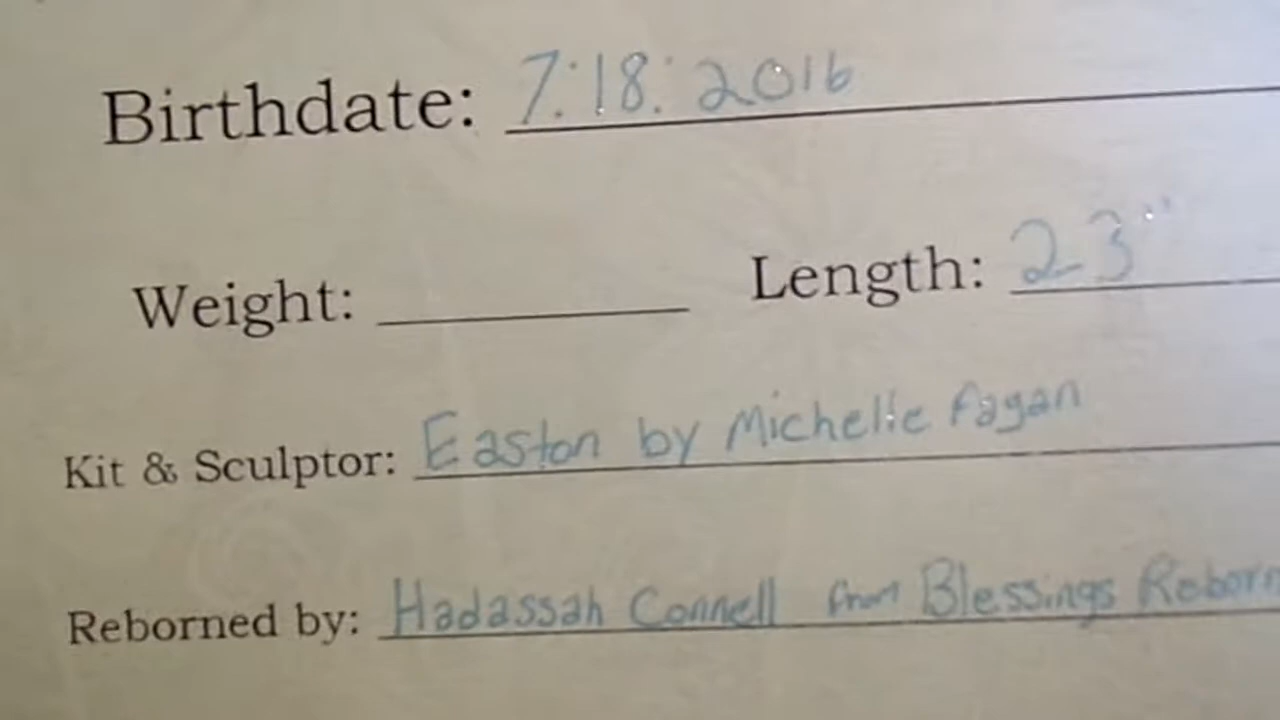 Birthdate: 7.18.2016
Weight: Length: 23"
Kit & Sculptor: Easton by Michelle Fagan
Reborned by: Hadassah Connell from Blessings Reborn